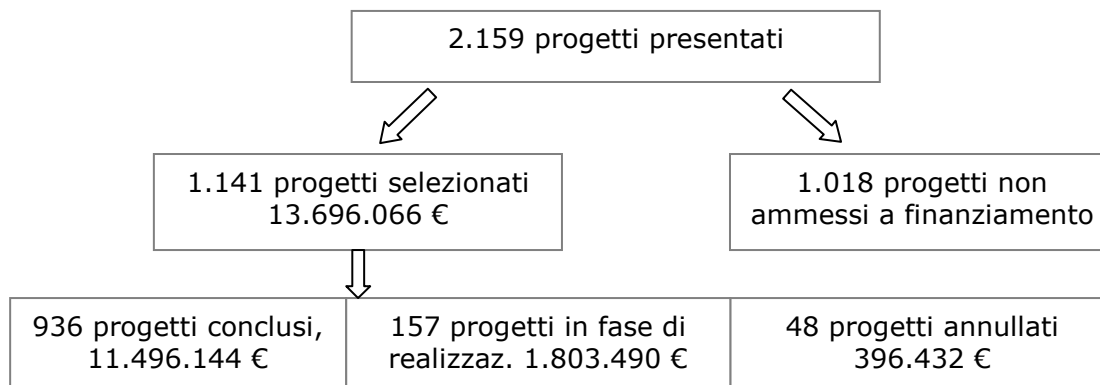 2.159 progetti presentati
1.141 progetti selezionati
13.696.066 €
1.018 progetti non
ammessi a finanziamento
936 progetti conclusi,
11.496.144 €
157 progetti in fase di
realizzaz. 1.803.490 €
48 progetti annullati
396.432 €